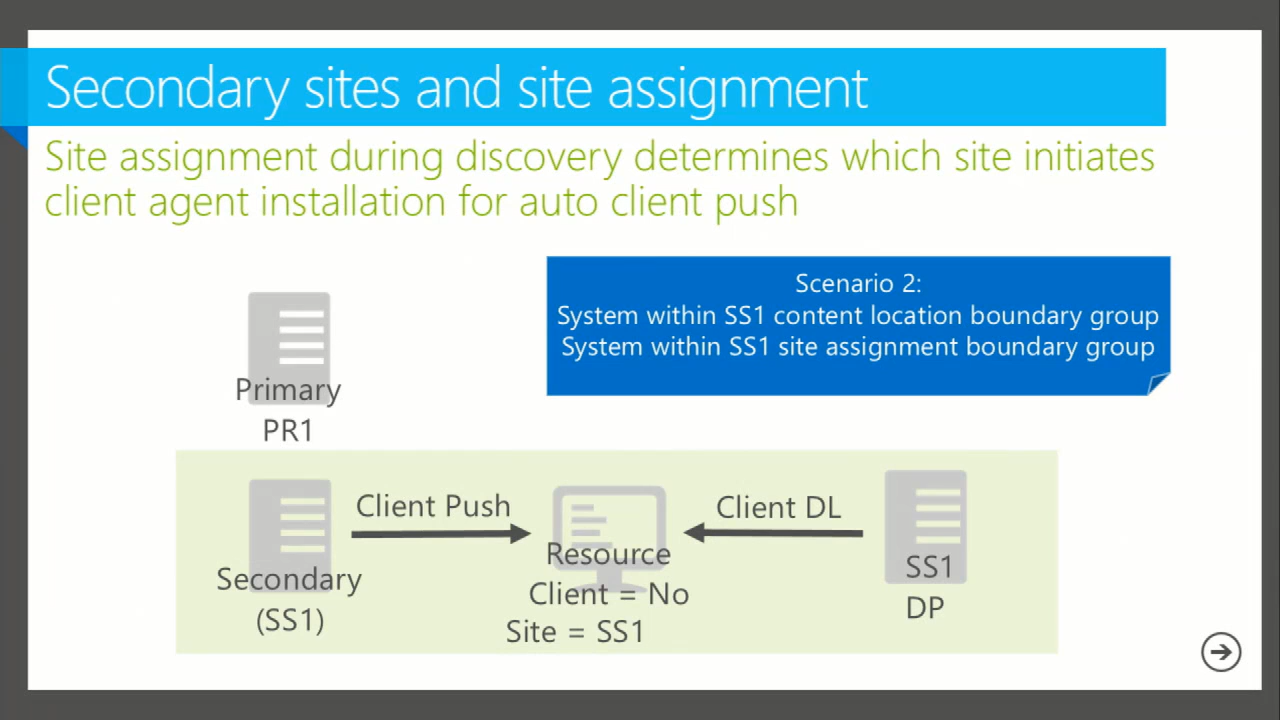 Secondary sites and site assignment
Site assignment during discovery determines which site initiates
client agent installation for auto client push
Scenario 2:
System within SS1 content location boundary group
System within SS1 site assignment boundary group
Primary
PR1
Client Push
Client DL
Secondary
(SS1)
Resource
Client = No
Site = SS1
SS1
DP